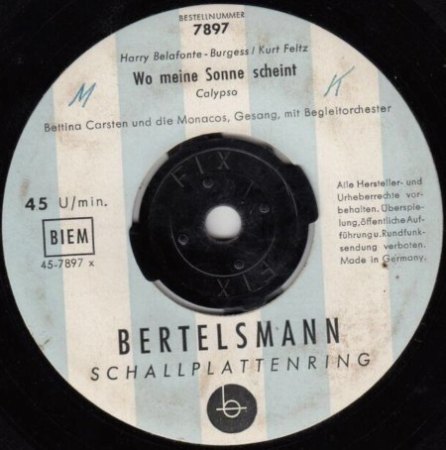 BESTELLNUMMER
7897
Harry Belafonte - Burgess / Kurt Feltz
Wo meine Sonne scheint
Calypso
M
K
Bettina Carsten und die Monacos, Gesang, mit Begleitorchester
45 U/min.
BIEM
45-7897 x
Alle Hersteller- und
Urheberrechte vor-
behalten. Überspie-
lung, öffentliche Auf-
führung u. Rundfunk-
sendung verboten.
Made in Germany.
FIX
FIX
BERTELSMANN
SCHALLPLATTENRING
b